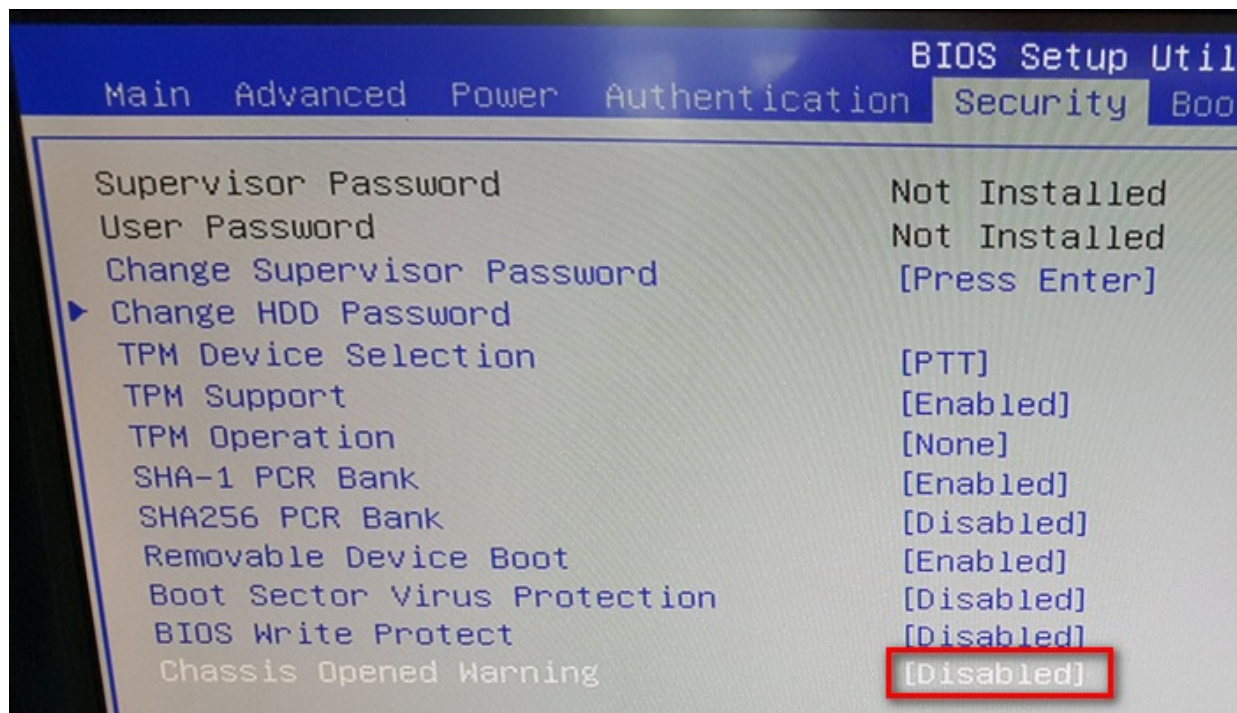 BIOS Setup Util
Main Advanced Power Authentication Security Boo
Supervisor Password Not Installed
User Password Not Installed
Change Supervisor Password [Press Enter]
Change HDD Password
TPM Device Selection [PTT]
TPM Support [Enabled]
TPM Operation [None]
SHA-1 PCR Bank [Enabled]
SHA256 PCR Bank [Disabled]
Removable Device Boot [Enabled]
Boot Sector Virus Protection [Disabled]
BIOS Write Protect [Disabled]
Chassis Opened Warning [Disabled]